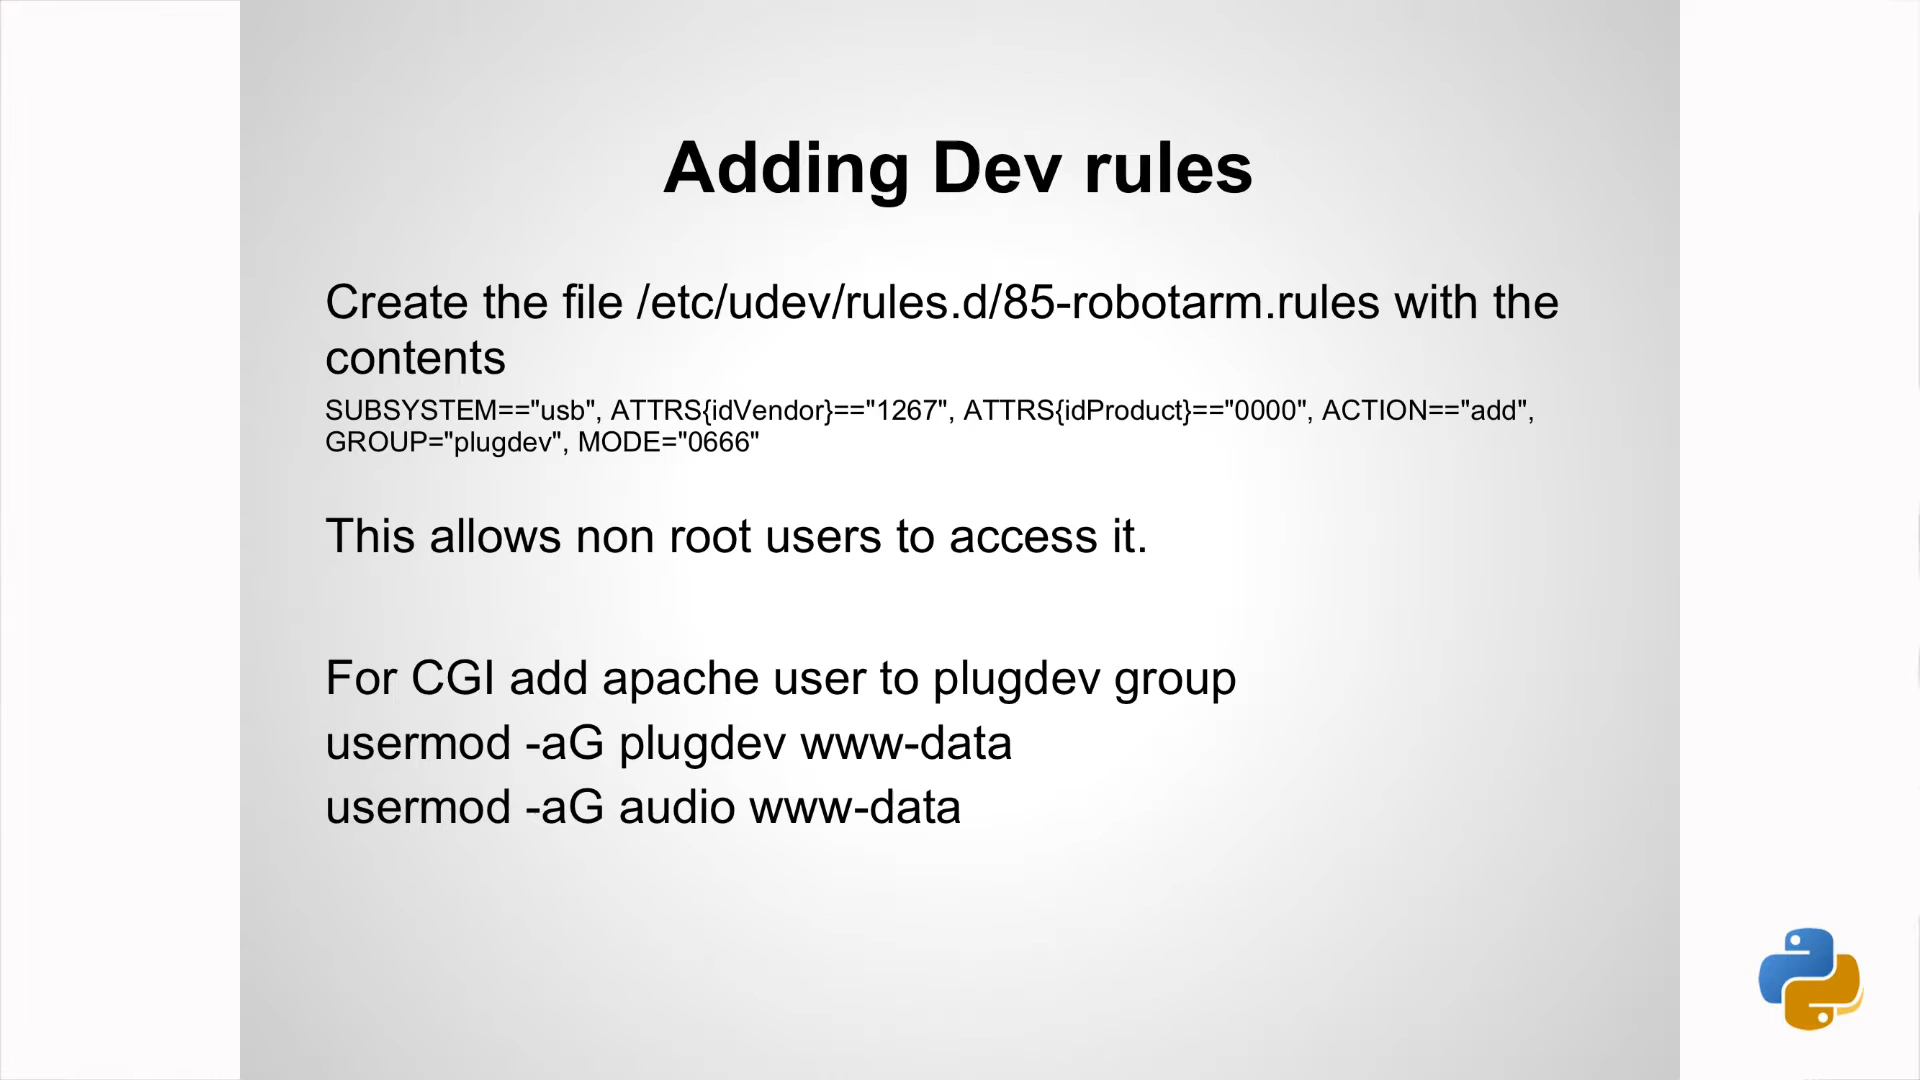 Adding Dev rules
Create the file /etc/udev/rules.d/85-robotarm.rules with the
contents
SUBSYSTEM=="usb", ATTRS{idVendor}=="1267", ATTRS{idProduct}=="0000", ACTION=="add",
GROUP="plugdev", MODE="0666"
This allows non root users to access it.
For CGI add apache user to plugdev group
usermod -aG plugdev www-data
usermod -aG audio www-data